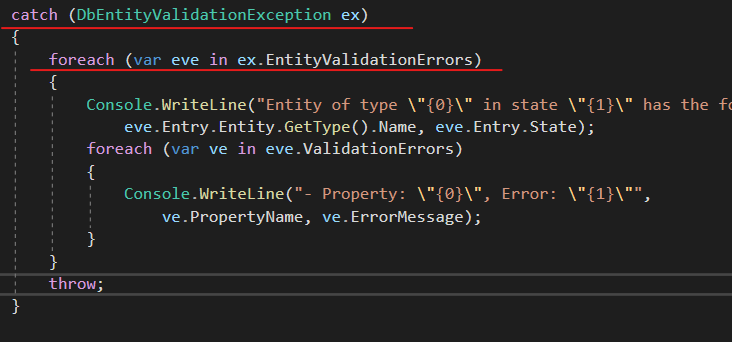 catch (DbEntityValidationException ex)
{
foreach (var eve in ex.EntityValidationErrors)
{
Console.WriteLine("Entity of type \"{0}\" in state \"{1}\" has the
eve.Entry.Entity.GetType().Name, eve.Entry.State);
foreach (var ve in eve.ValidationErrors)
{
Console.WriteLine("- Property: \"{0}\", Error: \"{1}\"",
ve.PropertyName, ve.ErrorMessage);
}
}
throw;
}